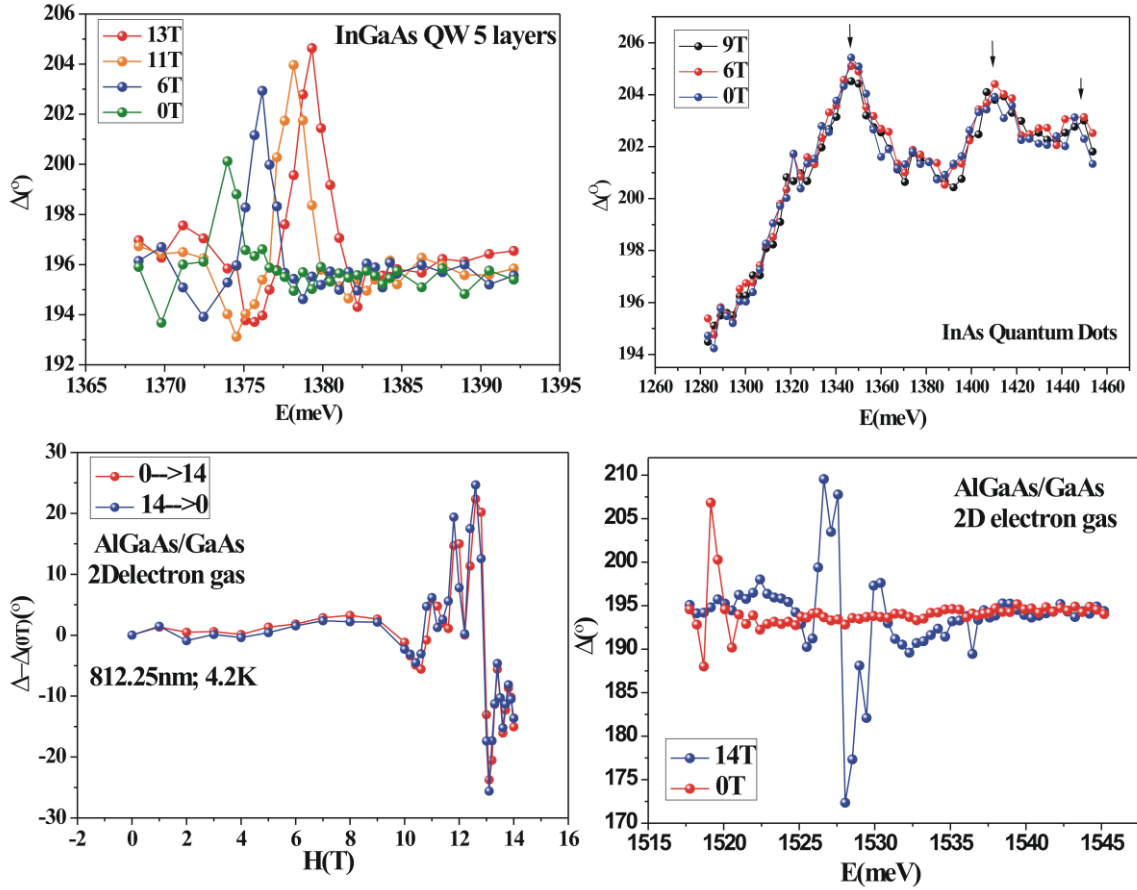 206
204
202
200
198
196
194
192
Δ(°)
13T
11T
6T
0T
InGaAs QW 5 layers
1365 1370 1375 1380 1385 1390 1395
E(meV)
206
204
202
200
198
196
194
Δ(°)
9T
6T
0T
InAs Quantum Dots
1260 1280 1300 1320 1340 1360 1380 1400 1420 1440 1460
E(meV)
30
20
10
0
-10
-20
-30
Δ−Δ(0T)(°)
0-->14
14-->0
AlGaAs/GaAs
2Delectron gas
812.25nm; 4.2K
-2 0 2 4 6 8 10 12 14 16
H(T)
210
205
200
195
190
185
180
175
170
Δ(°)
AlGaAs/GaAs
2D electron gas
14T
0T
1515 1520 1525 1530 1535 1540 1545
E(meV)